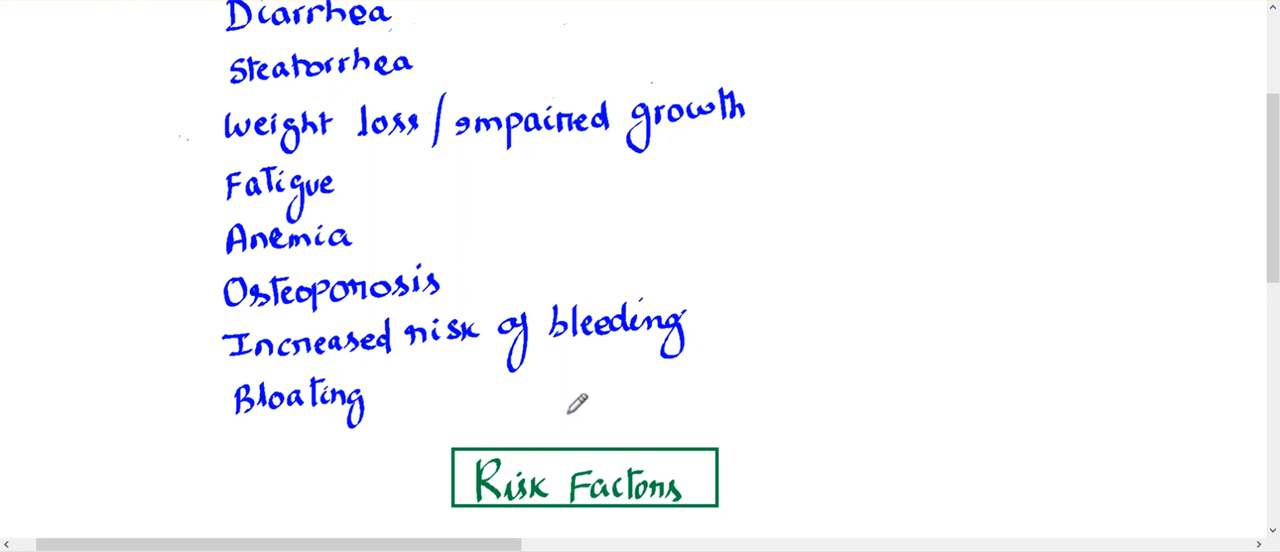 Diarrhea
Steatorrhea
Weight loss/impaired growth
Fatigue
Anemia
Osteoporosis
Increased risk of bleeding
Bloating
Risk Factors